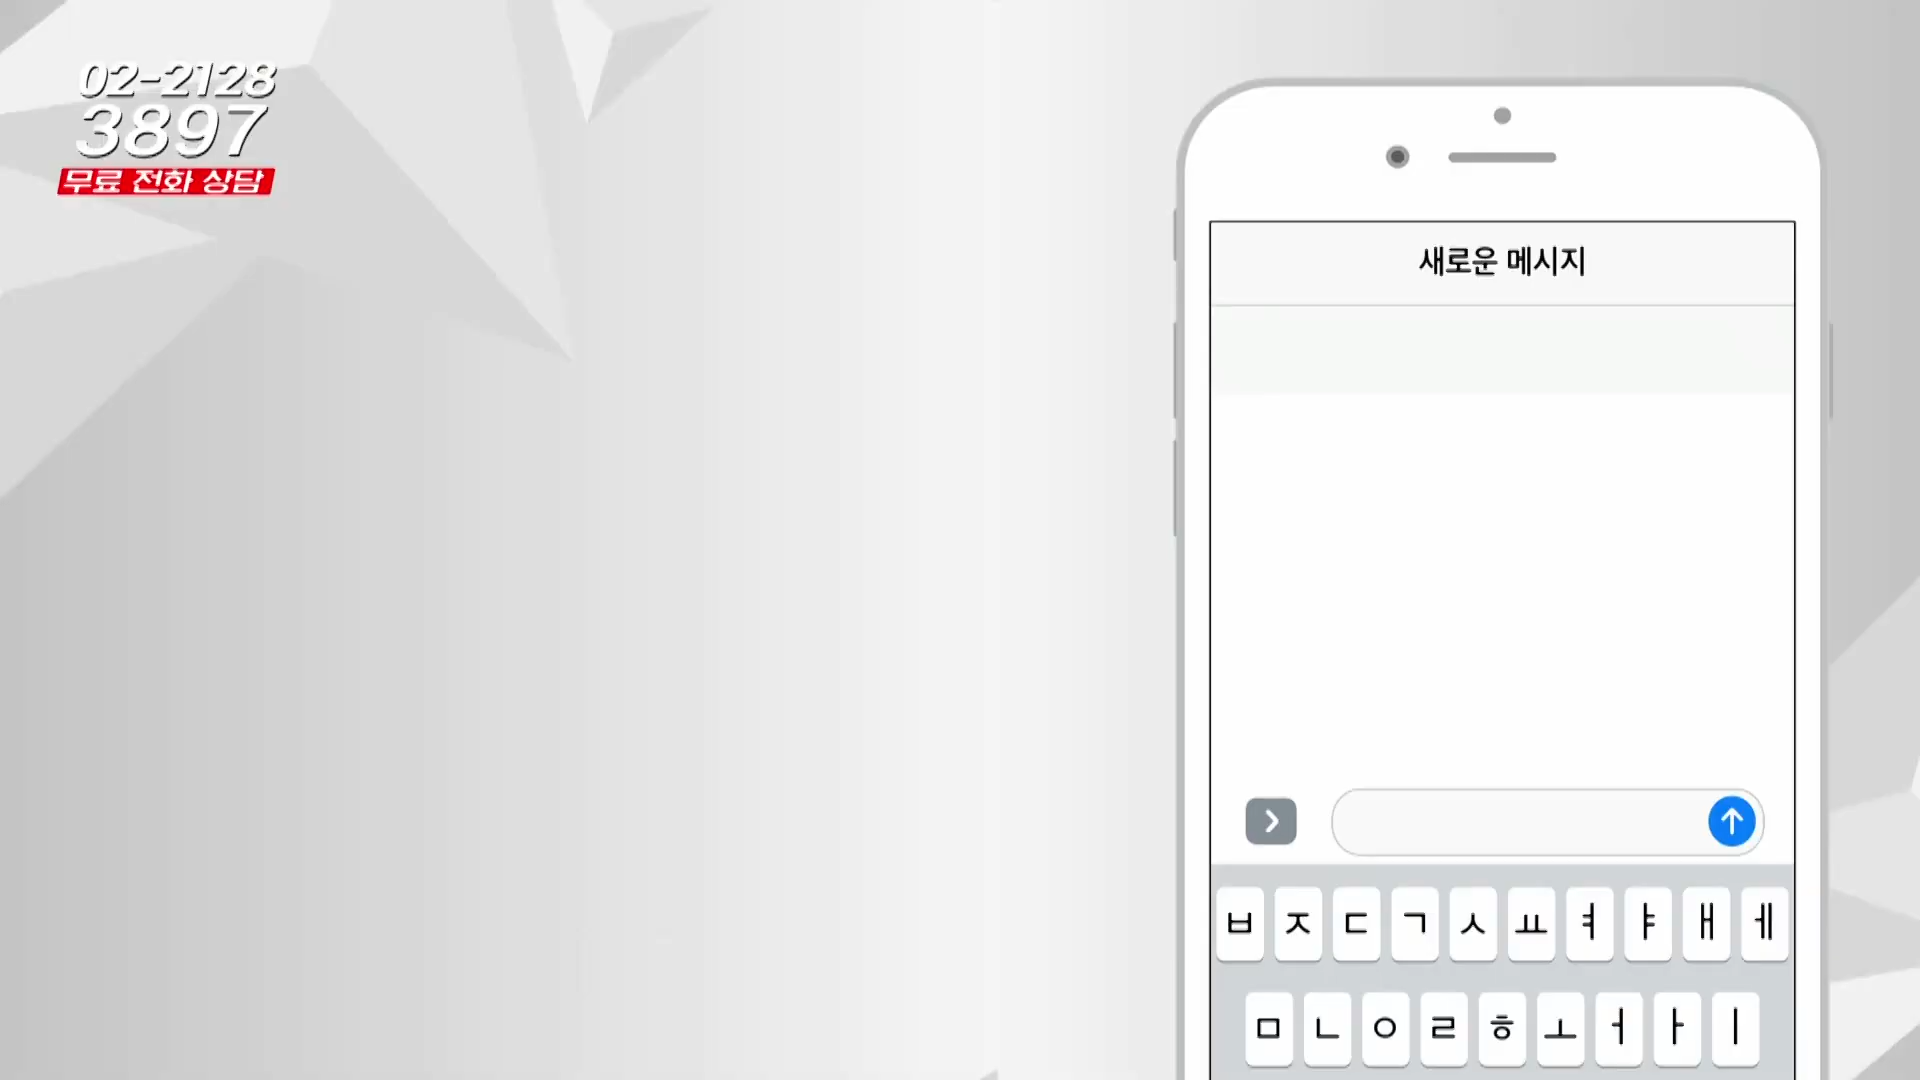 02-2128
3897
무료 전화 상담
새로운 메시지
ㅂ ㅈ ㄷ ㄱ ㅅ ㅛ ㅕ ㅑ ㅐ ㅔ
ㅁ ㄴ ㅇ ㄹ ㅎ ㅗ ㅓ ㅏ ㅣ